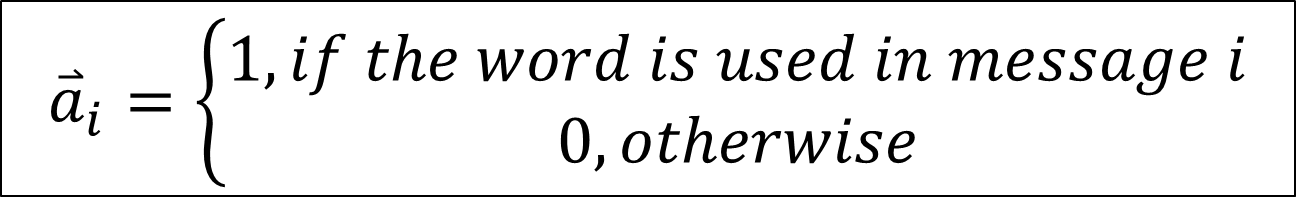 a⃗ᵢ = { 1, if the word is used in message i
0, otherwise